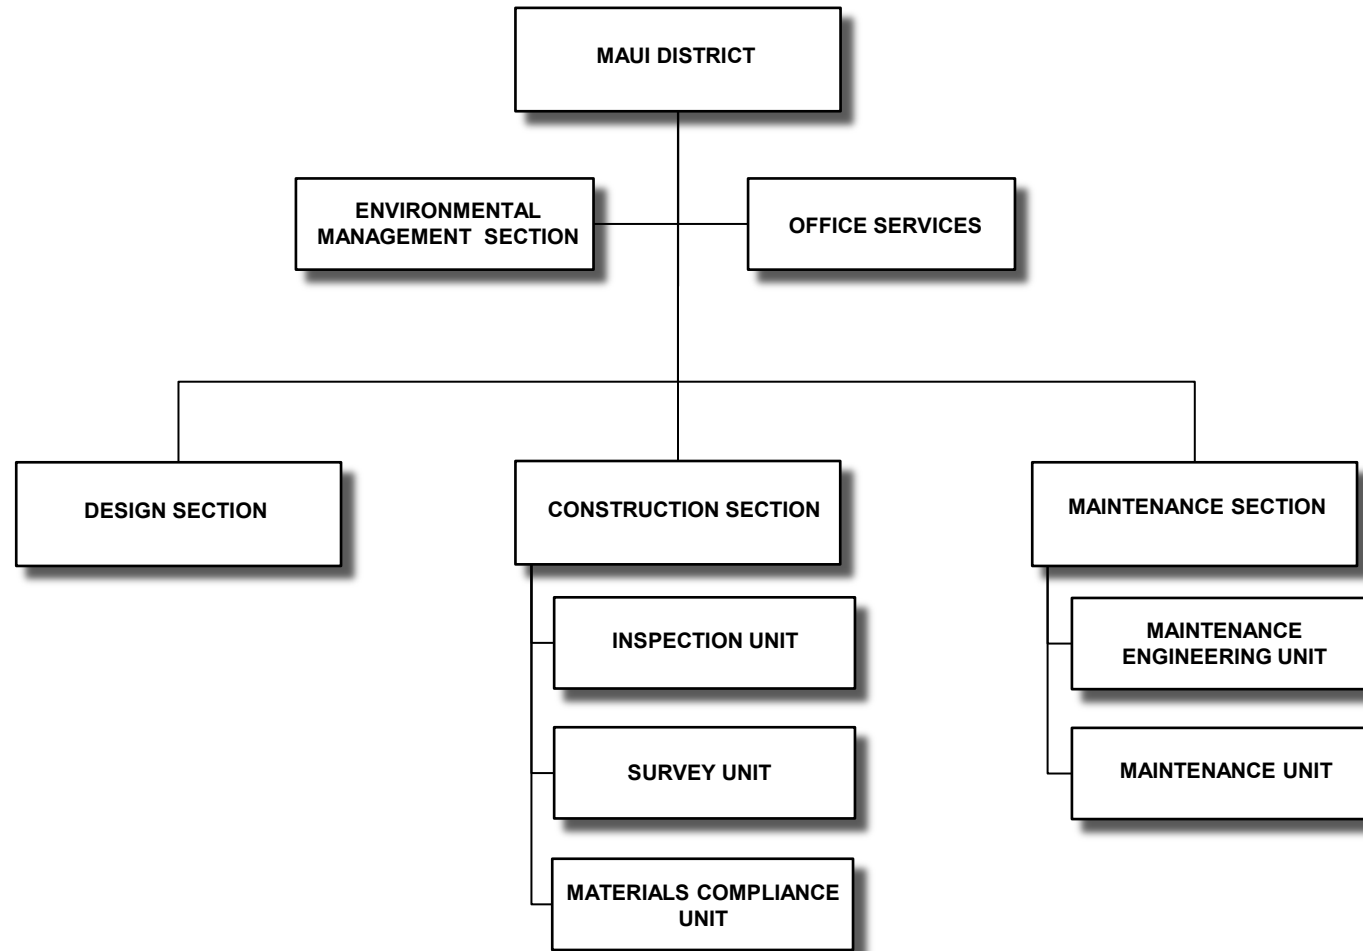 MAUI DISTRICT
ENVIRONMENTAL
MANAGEMENT SECTION
OFFICE SERVICES
DESIGN SECTION
CONSTRUCTION SECTION
MAINTENANCE SECTION
INSPECTION UNIT
MAINTENANCE
ENGINEERING UNIT
SURVEY UNIT
MAINTENANCE UNIT
MATERIALS COMPLIANCE
UNIT